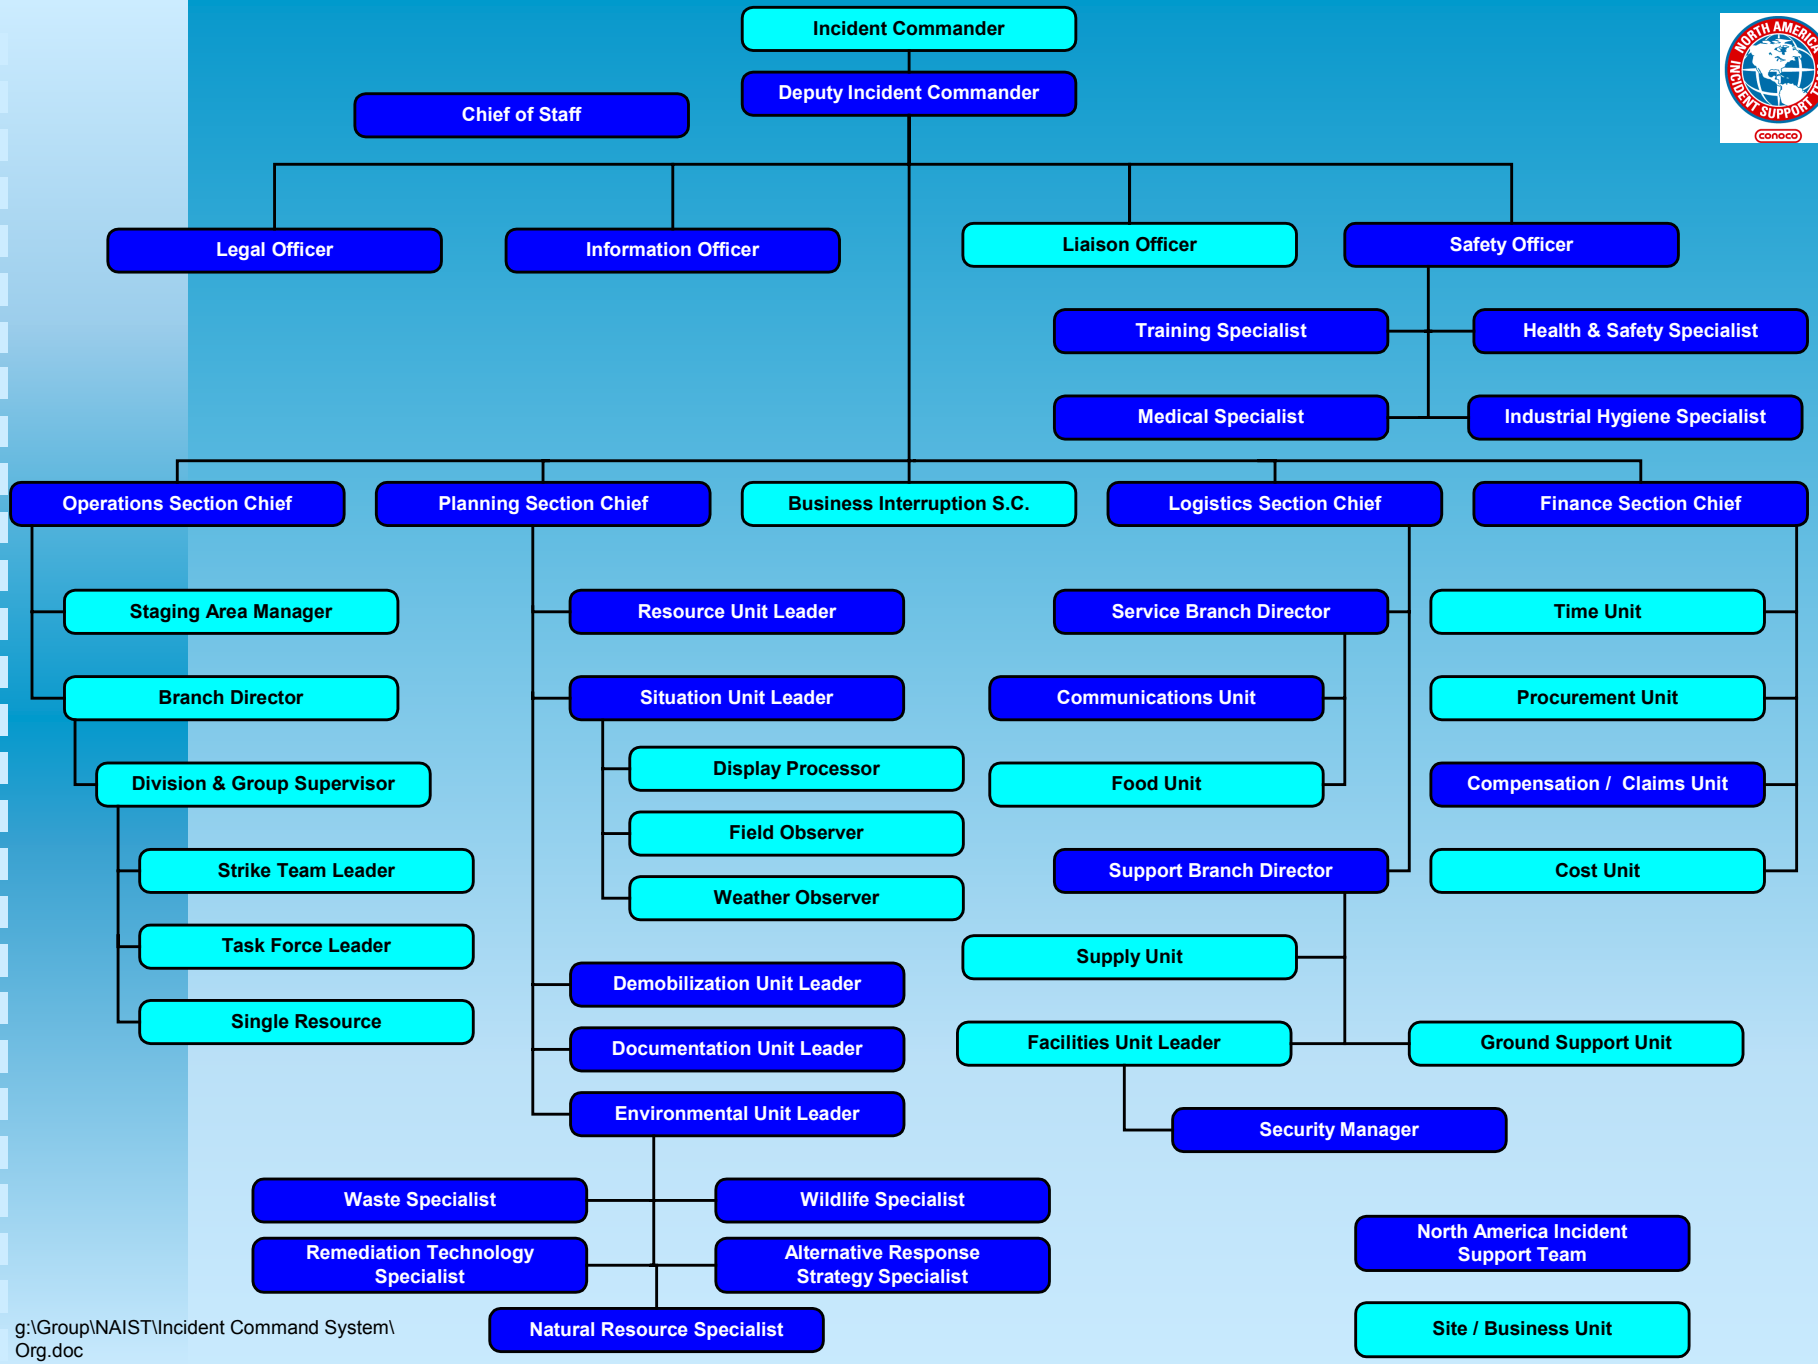 Incident Commander
Deputy Incident Commander
Chief of Staff
NORTH AMERICA
INCIDENT SUPPORT
conoco
Legal Officer
Information Officer
Liaison Officer
Safety Officer
Training Specialist
Health & Safety Specialist
Medical Specialist
Industrial Hygiene Specialist
Operations Section Chief
Planning Section Chief
Business Interruption S.C.
Logistics Section Chief
Finance Section Chief
Staging Area Manager
Resource Unit Leader
Service Branch Director
Time Unit
Branch Director
Situation Unit Leader
Communications Unit
Procurement Unit
Display Processor
Division & Group Supervisor
Food Unit
Compensation / Claims Unit
Field Observer
Strike Team Leader
Support Branch Director
Cost Unit
Weather Observer
Task Force Leader
Supply Unit
Demobilization Unit Leader
Single Resource
Documentation Unit Leader
Facilities Unit Leader
Ground Support Unit
Environmental Unit Leader
Security Manager
Waste Specialist
Wildlife Specialist
Remediation Technology
Specialist
Alternative Response
Strategy Specialist
Natural Resource Specialist
North America Incident
Support Team
Site / Business Unit
g:\Group\NAIST\Incident Command System\
Org.doc